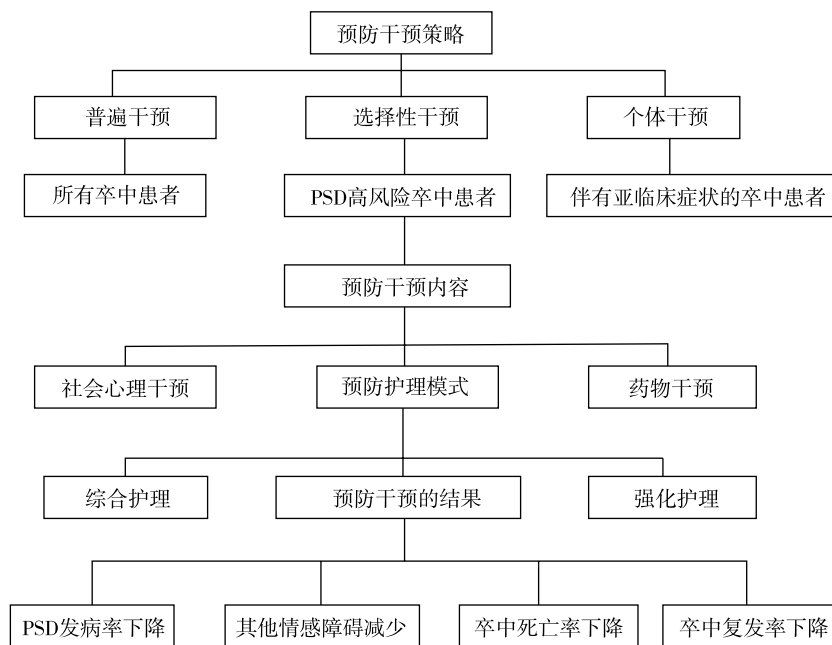 预防干预策略
普遍干预
选择性干预
个体干预
所有卒中患者
PSD高风险卒中患者
伴有亚临床症状的卒中患者
预防干预内容
社会心理干预
预防护理模式
药物干预
综合护理
预防干预的结果
强化护理
PSD发病率下降
其他情感障碍减少
卒中死亡率下降
卒中复发率下降